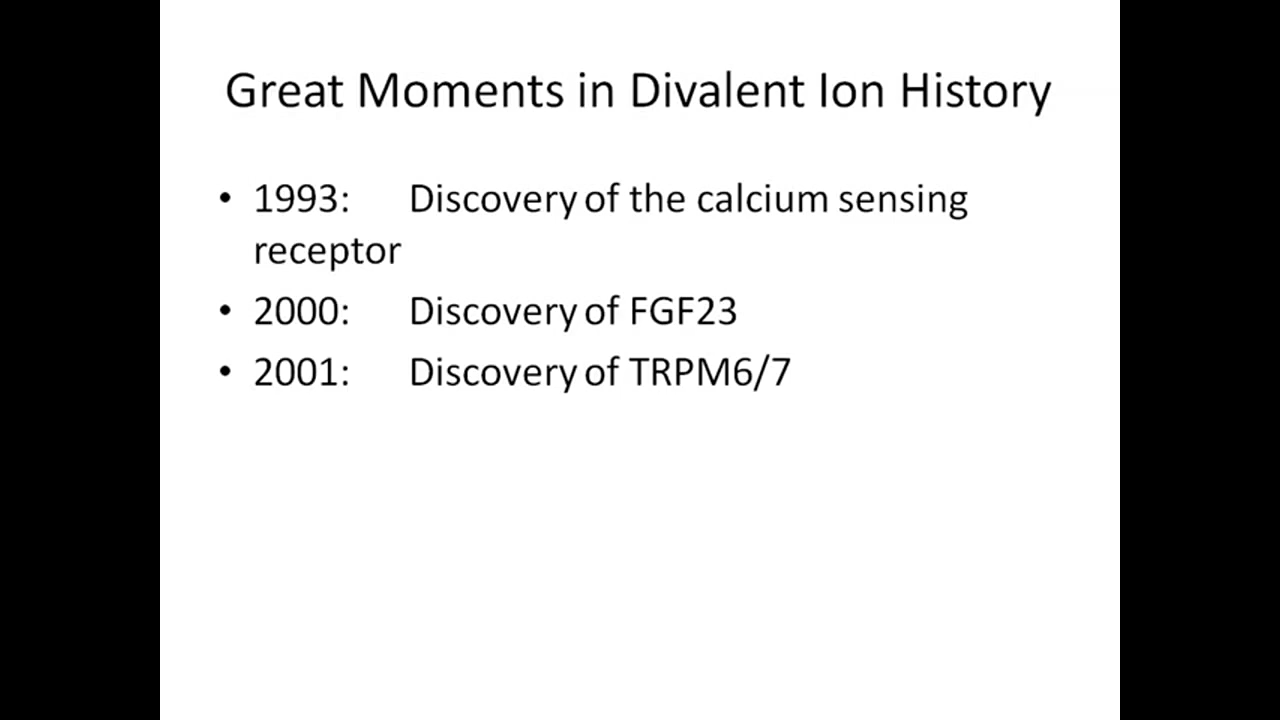 Great Moments in Divalent Ion History
• 1993: Discovery of the calcium sensing
receptor
• 2000: Discovery of FGF23
• 2001: Discovery of TRPM6/7